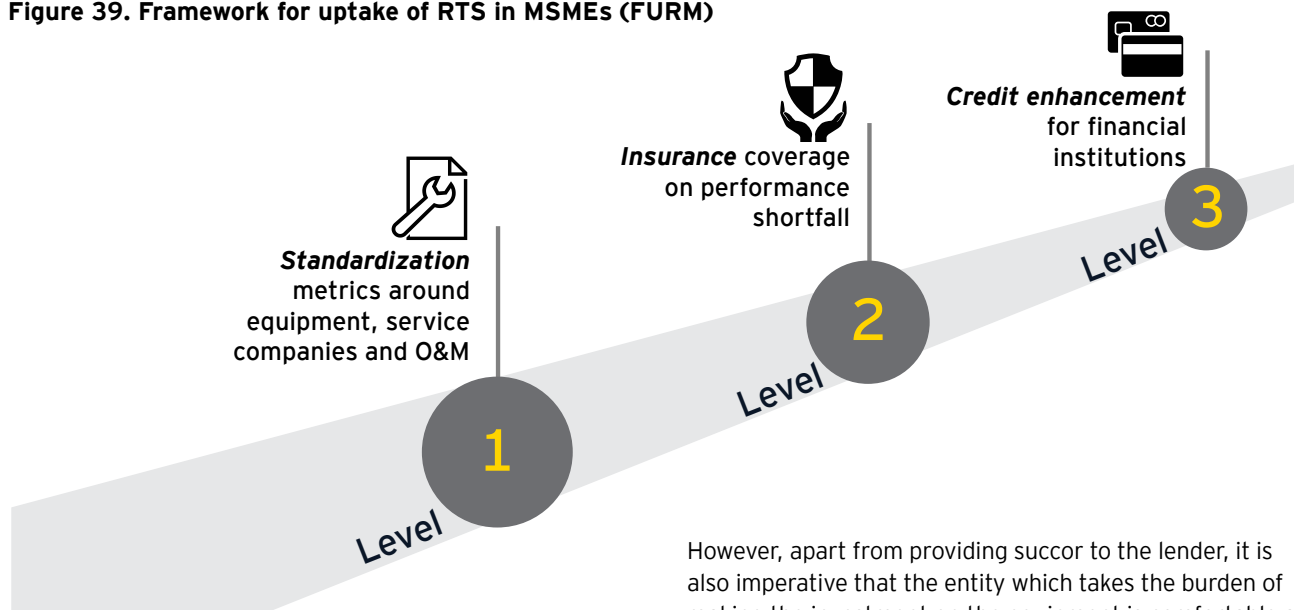 Figure 39. Framework for uptake of RTS in MSMEs (FURM)
Credit enhancement
for financial
institutions
3
Level
Insurance coverage
on performance
shortfall
2
Level
Standardization
metrics around
equipment, service
companies and O&M
1
Level
However, apart from providing succor to the lender, it is
also imperative that the entity which takes the burden of